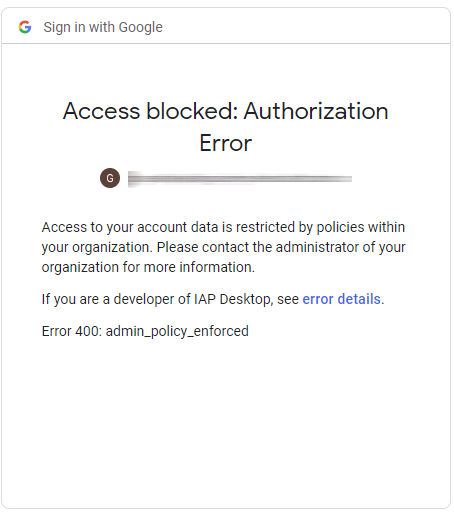 Sign in with Google
Access blocked: Authorization
Error
G
Access to your account data is restricted by policies within
your organization. Please contact the administrator of your
organization for more information.
If you are a developer of IAP Desktop, see error details.
Error 400: admin_policy_enforced